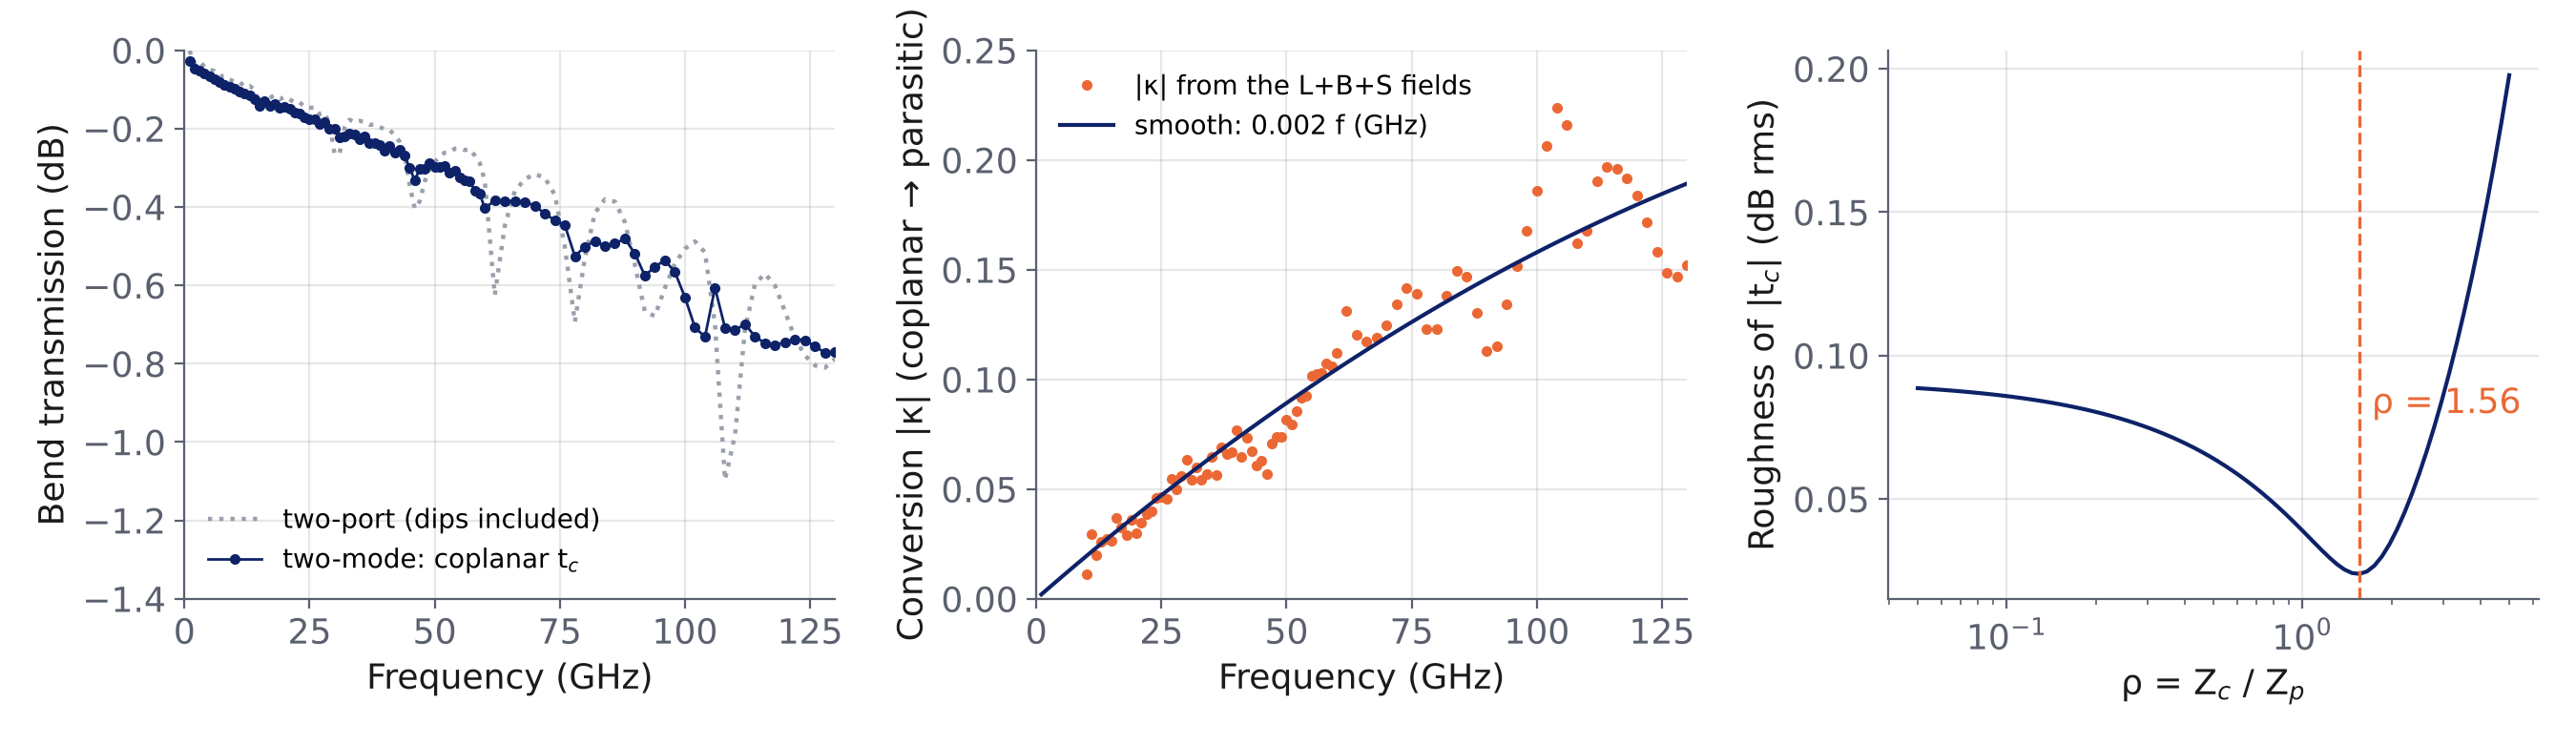 Bend transmission (dB)
0.0
−0.2
−0.4
−0.6
−0.8
−1.0
−1.2
−1.4
two-port (dips included)
two-mode: coplanar t_c
0 25 50 75 100 125
Frequency (GHz)
Conversion |κ| (coplanar → parasitic)
0.25
0.20
0.15
0.10
0.05
0.00
|κ| from the L+B+S fields
smooth: 0.002 f (GHz)
0 25 50 75 100 125
Frequency (GHz)
Roughness of |t_c| (dB rms)
0.20
0.15
0.10
0.05
ρ = 1.56
10⁻¹ 10⁰
ρ = Z_c / Z_p